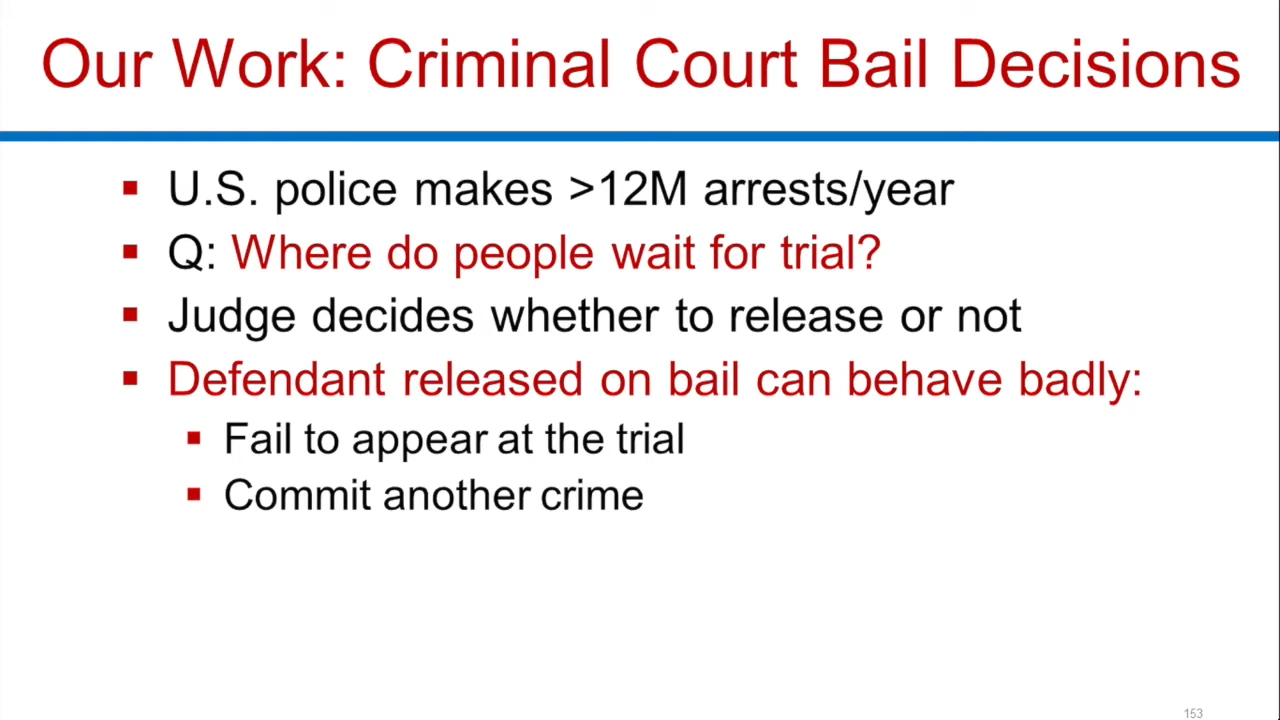 Our Work: Criminal Court Bail Decisions
▪ U.S. police makes >12M arrests/year
▪ Q: Where do people wait for trial?
▪ Judge decides whether to release or not
▪ Defendant released on bail can behave badly:
▪ Fail to appear at the trial
▪ Commit another crime
153